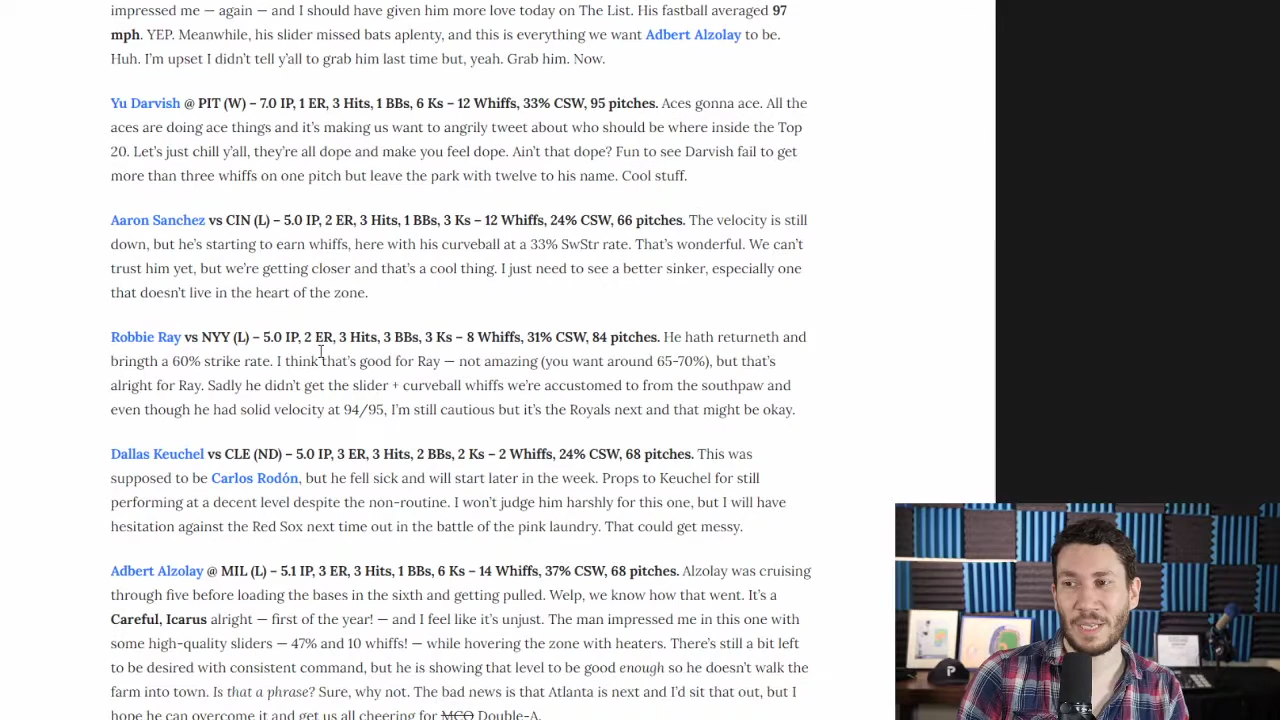 impressed me — again — and I should have given him more love today on The List. His fastball averaged 97
mph. YEP. Meanwhile, his slider missed bats aplenty, and this is everything we want Adbert Alzolay to be.
Huh. I'm upset I didn't tell y'all to grab him last time but, yeah. Grab him. Now.
Yu Darvish @ PIT (W) – 7.0 IP, 1 ER, 3 Hits, 1 BBs, 6 Ks – 12 Whiffs, 33% CSW, 95 pitches. Aces gonna ace. All the
aces are doing ace things and it's making us want to angrily tweet about who should be where inside the Top
20. Let's just chill y'all, they're all dope and make you feel dope. Ain't that dope? Fun to see Darvish fail to get
more than three whiffs on one pitch but leave the park with twelve to his name. Cool stuff.
Aaron Sanchez vs CIN (L) – 5.0 IP, 2 ER, 3 Hits, 1 BBs, 3 Ks – 12 Whiffs, 24% CSW, 66 pitches. The velocity is still
down, but he's starting to earn whiffs, here with his curveball at a 33% SwStr rate. That's wonderful. We can't
trust him yet, but we're getting closer and that's a cool thing. I just need to see a better sinker, especially one
that doesn't live in the heart of the zone.
Robbie Ray vs NYY (L) – 5.0 IP, 2 ER, 3 Hits, 3 BBs, 3 Ks – 8 Whiffs, 31% CSW, 84 pitches. He hath returneth and
bringth a 60% strike rate. I think that's good for Ray — not amazing (you want around 65-70%), but that's
alright for Ray. Sadly he didn't get the slider + curveball whiffs we're accustomed to from the southpaw and
even though he had solid velocity at 94/95, I'm still cautious but it's the Royals next and that might be okay.
Dallas Keuchel vs CLE (ND) – 5.0 IP, 3 ER, 3 Hits, 2 BBs, 2 Ks – 2 Whiffs, 24% CSW, 68 pitches. This was
supposed to be Carlos Rodón, but he fell sick and will start later in the week. Props to Keuchel for still
performing at a decent level despite the non-routine. I won't judge him harshly for this one, but I will have
hesitation against the Red Sox next time out in the battle of the pink laundry. That could get messy.
Adbert Alzolay @ MIL (L) – 5.1 IP, 3 ER, 3 Hits, 1 BBs, 6 Ks – 14 Whiffs, 37% CSW, 68 pitches. Alzolay was cruising
through five before loading the bases in the sixth and getting pulled. Welp, we know how that went. It's a
Careful, Icarus alright — first of the year! — and I feel like it's unjust. The man impressed me in this one with
some high-quality sliders — 47% and 10 whiffs! — while hovering the zone with heaters. There's still a bit left
to be desired with consistent command, but he is showing that level to be good enough so he doesn't walk the
farm into town. Is that a phrase? Sure, why not. The bad news is that Atlanta is next and I'd sit that out, but I
hope he can overcome it and get us all cheering for MCO Double-A.
P